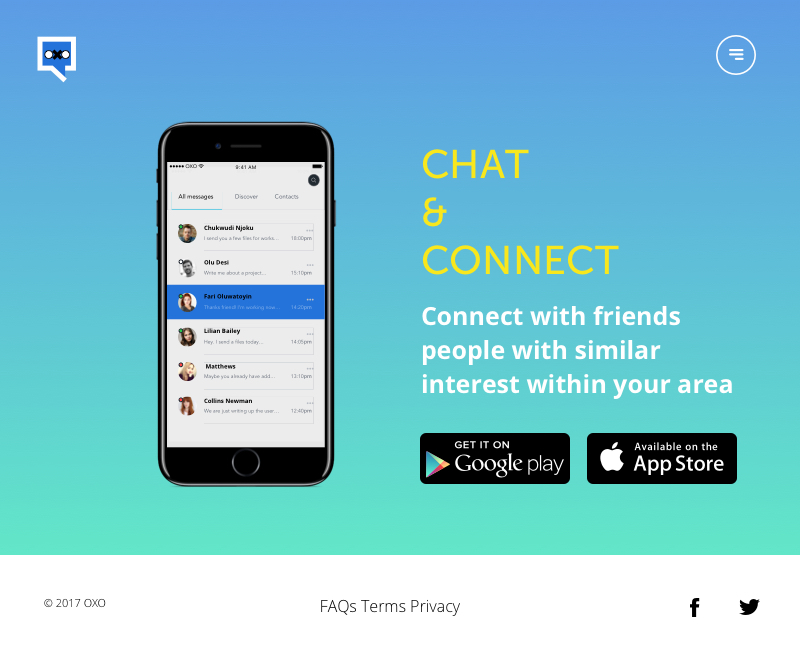 OXO
CHAT
&
CONNECT
Connect with friends
people with similar
interest within your area
GET IT ON
Google play
Available on the
App Store
OXO
9:41 AM
All messages Discover Contacts
Chukwudi Njoku
I send you a few files for works... 18:00pm
Olu Desi
Write me about a project... 15:10pm
Fari Oluwatoyin
Thanks friend! I'm working now...
Lilian Bailey
Hey. I send a files today... 14:05pm
Matthews
Maybe you already have add... 13:10pm
Collins Newman
We are just writing up the user... 12:40pm
© 2017 OXO
FAQs Terms Privacy